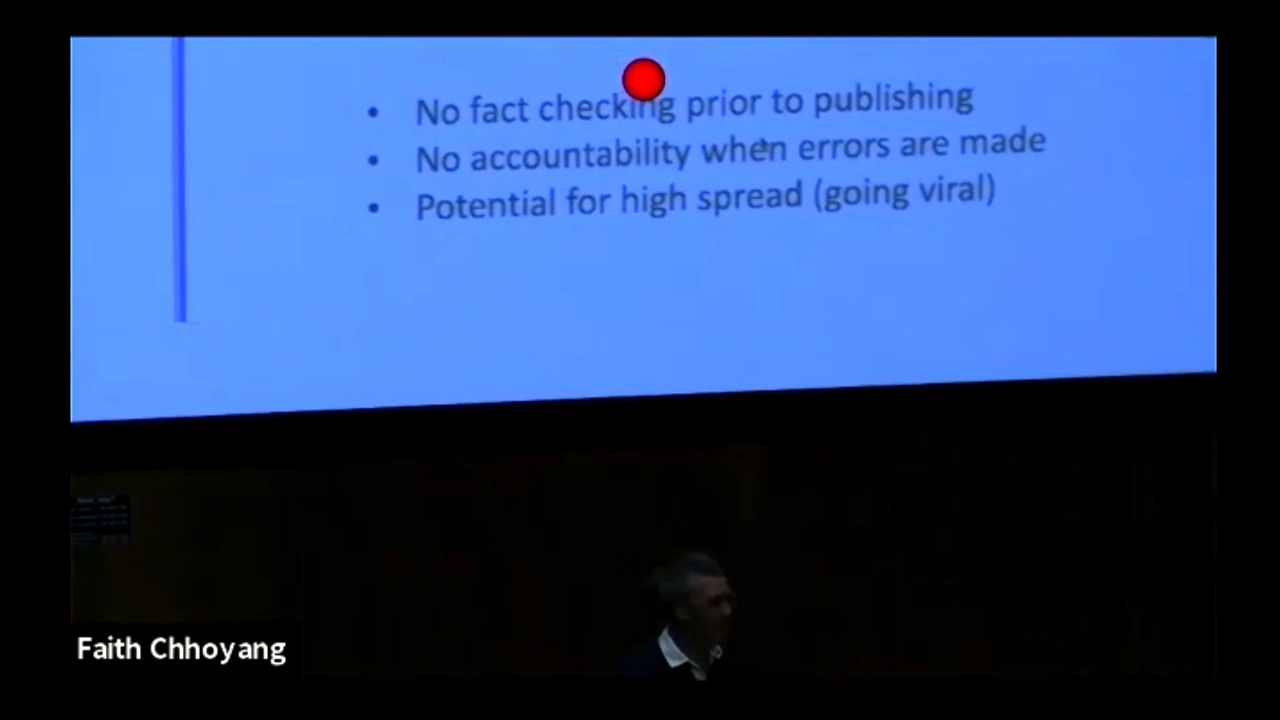 • No fact checking prior to publishing
• No accountability when errors are made
• Potential for high spread (going viral)
Faith Chhoyang